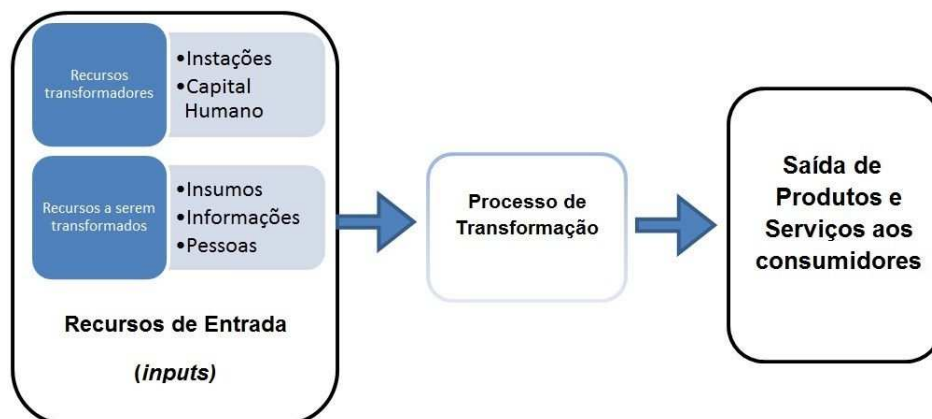 Recursos
transformadores
•Instações
•Capital
Humano
Recursos a serem
transformados
•Insumos
•Informações
•Pessoas
Recursos de Entrada
(inputs)
Processo de
Transformação
Saída de
Produtos e
Serviços aos
consumidores